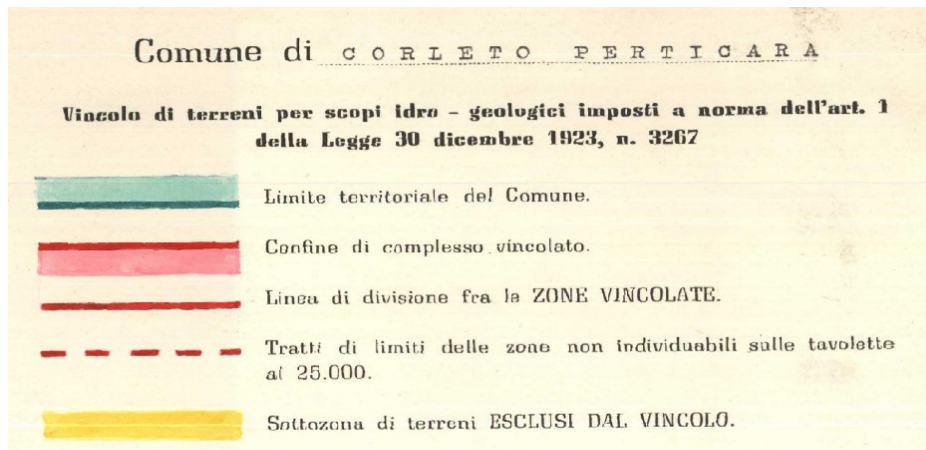 Comune di CORLETO PERTICARA
Vincolo di terreni per scopi idro - geologici imposti a norma dell'art. 1
della Legge 30 dicembre 1923, n. 3267
Limite territoriale del Comune.
Confine di complesso vincolato.
Linea di divisione fra le ZONE VINCOLATE.
Tratti di limiti delle zone non individuabili sulle tavolette
al 25.000.
Sottozona di terreni ESCLUSI DAL VINCOLO.